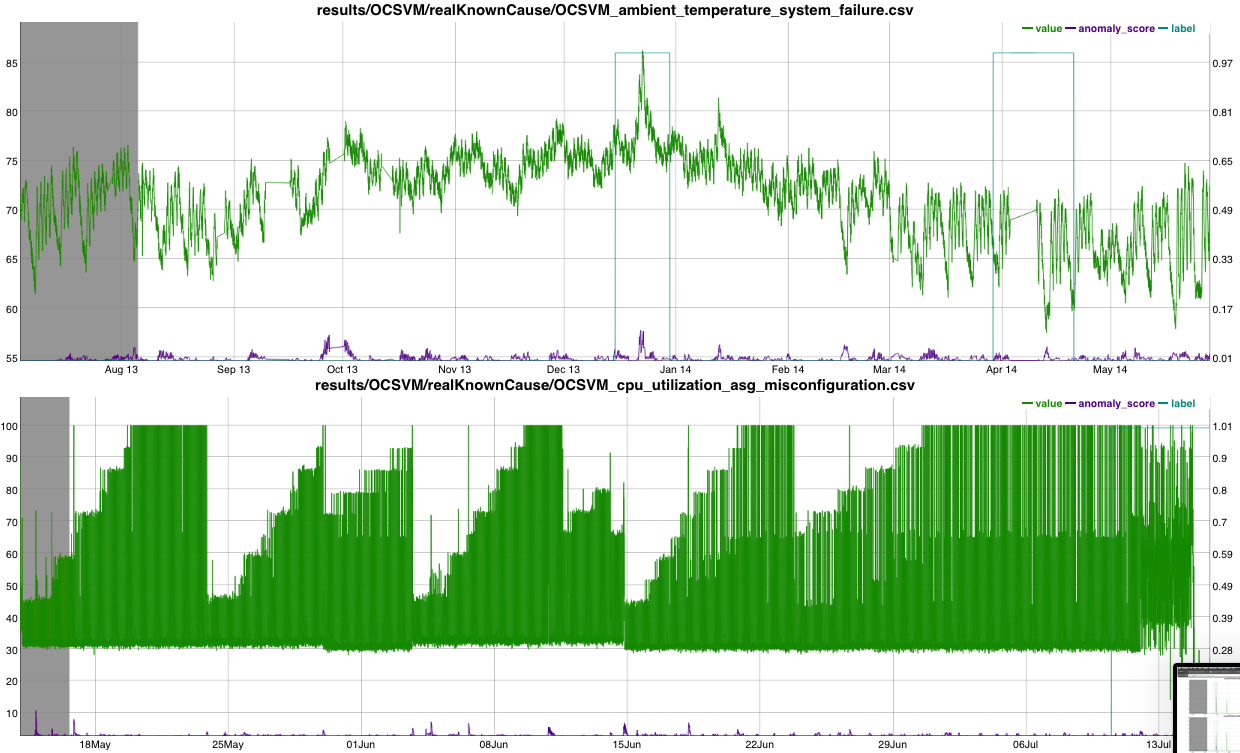 results/OCSVM/realKnownCause/OCSVM_ambient_temperature_system_failure.csv
value anomaly_score label
85 0.97
80 0.81
75 0.65
70 0.49
65 0.33
60 0.17
55 0.01
Aug 13 Sep 13 Oct 13 Nov 13 Dec 13 Jan 14 Feb 14 Mar 14 Apr 14 May 14
results/OCSVM/realKnownCause/OCSVM_cpu_utilization_asg_misconfiguration.csv
value anomaly_score label
100 1.01
90 0.9
80 0.8
70 0.7
60 0.59
50 0.49
40 0.39
30 0.28
20
10
18May 25May 01Jun 08Jun 15Jun 22Jun 29Jun 06Jul 13Jul